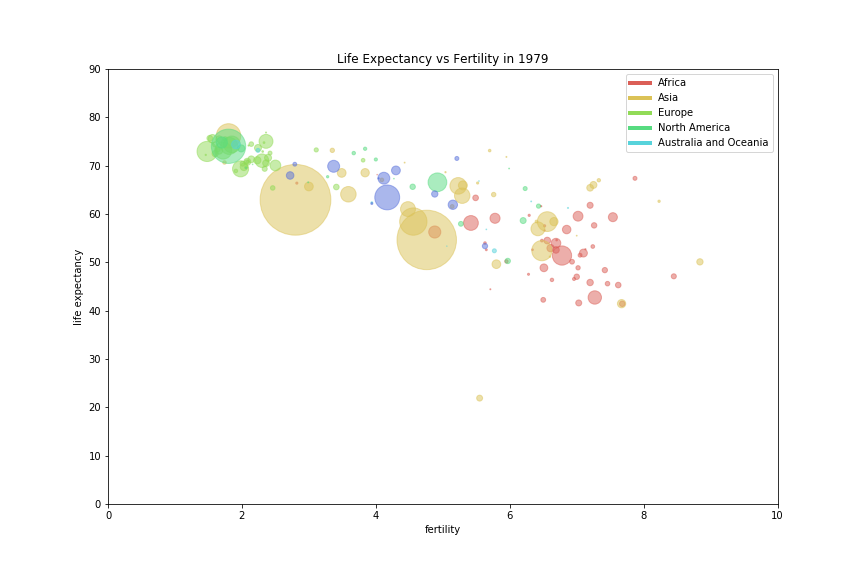 Life Expectancy vs Fertility in 1979
90
80
70
60
50
40
30
20
10
0
life expectancy
0 2 4 6 8 10
fertility
Africa
Asia
Europe
North America
Australia and Oceania